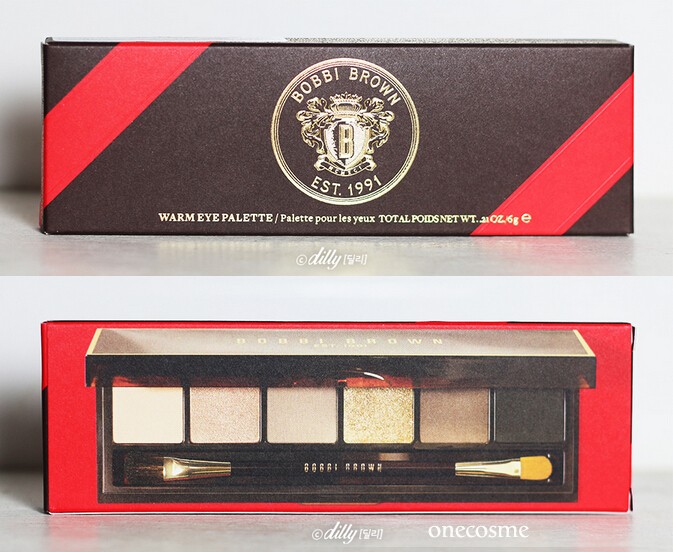 BOBBI BROWN
B
EST. 1991
WARM EYE PALETTE / Palette pour les yeux TOTAL POIDS NET WT. .21 OZ./6g ℮
© dilly [딜리]
BOBBI BROWN
EST. 1991
BOBBI BROWN
© dilly [딜리]
onecosme